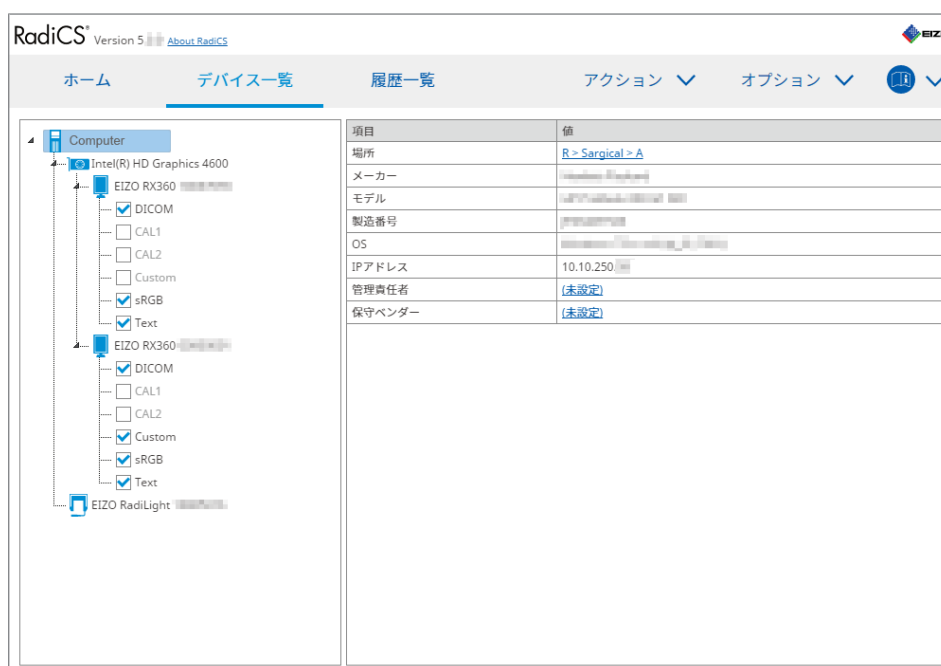 RadiCS® Version 5. About RadiCS
EIZ
ホーム デバイス一覧 履歴一覧 アクション オプション
Computer
Intel(R) HD Graphics 4600
EIZO RX360
DICOM
CAL1
CAL2
Custom
sRGB
Text
EIZO RX360
DICOM
CAL1
CAL2
Custom
sRGB
Text
EIZO RadiLight
項目 値
場所 R > Sargical > A
メーカー
モデル
製造番号
OS
IPアドレス 10.10.250.
管理責任者 (未設定)
保守ベンダー (未設定)